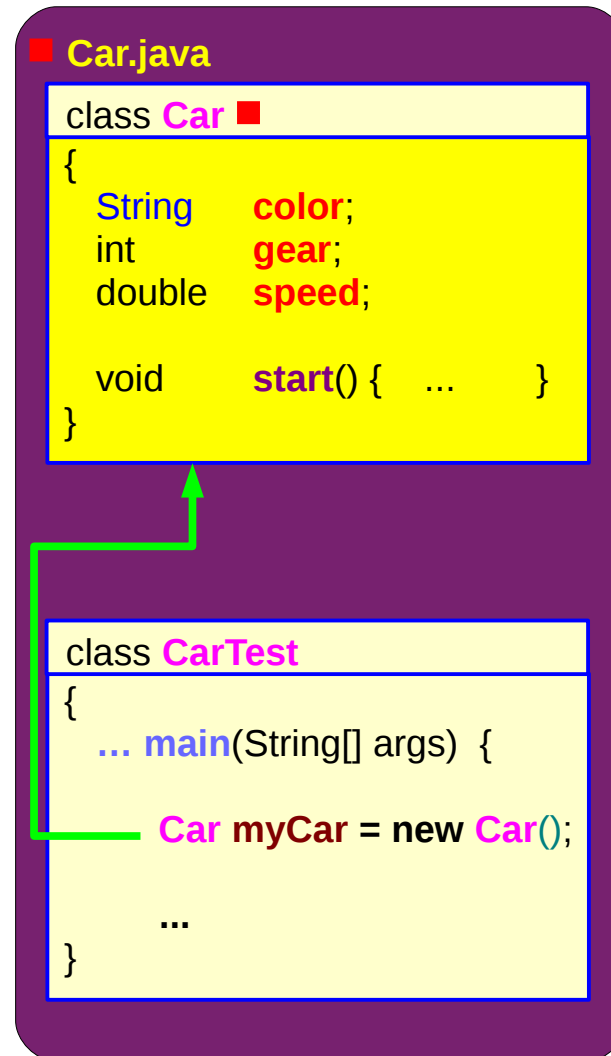 Car.java
class Car
{
String color;
int gear;
double speed;
void start() { ... }
}
class CarTest
{
... main(String[] args) {
Car myCar = new Car();
...
}